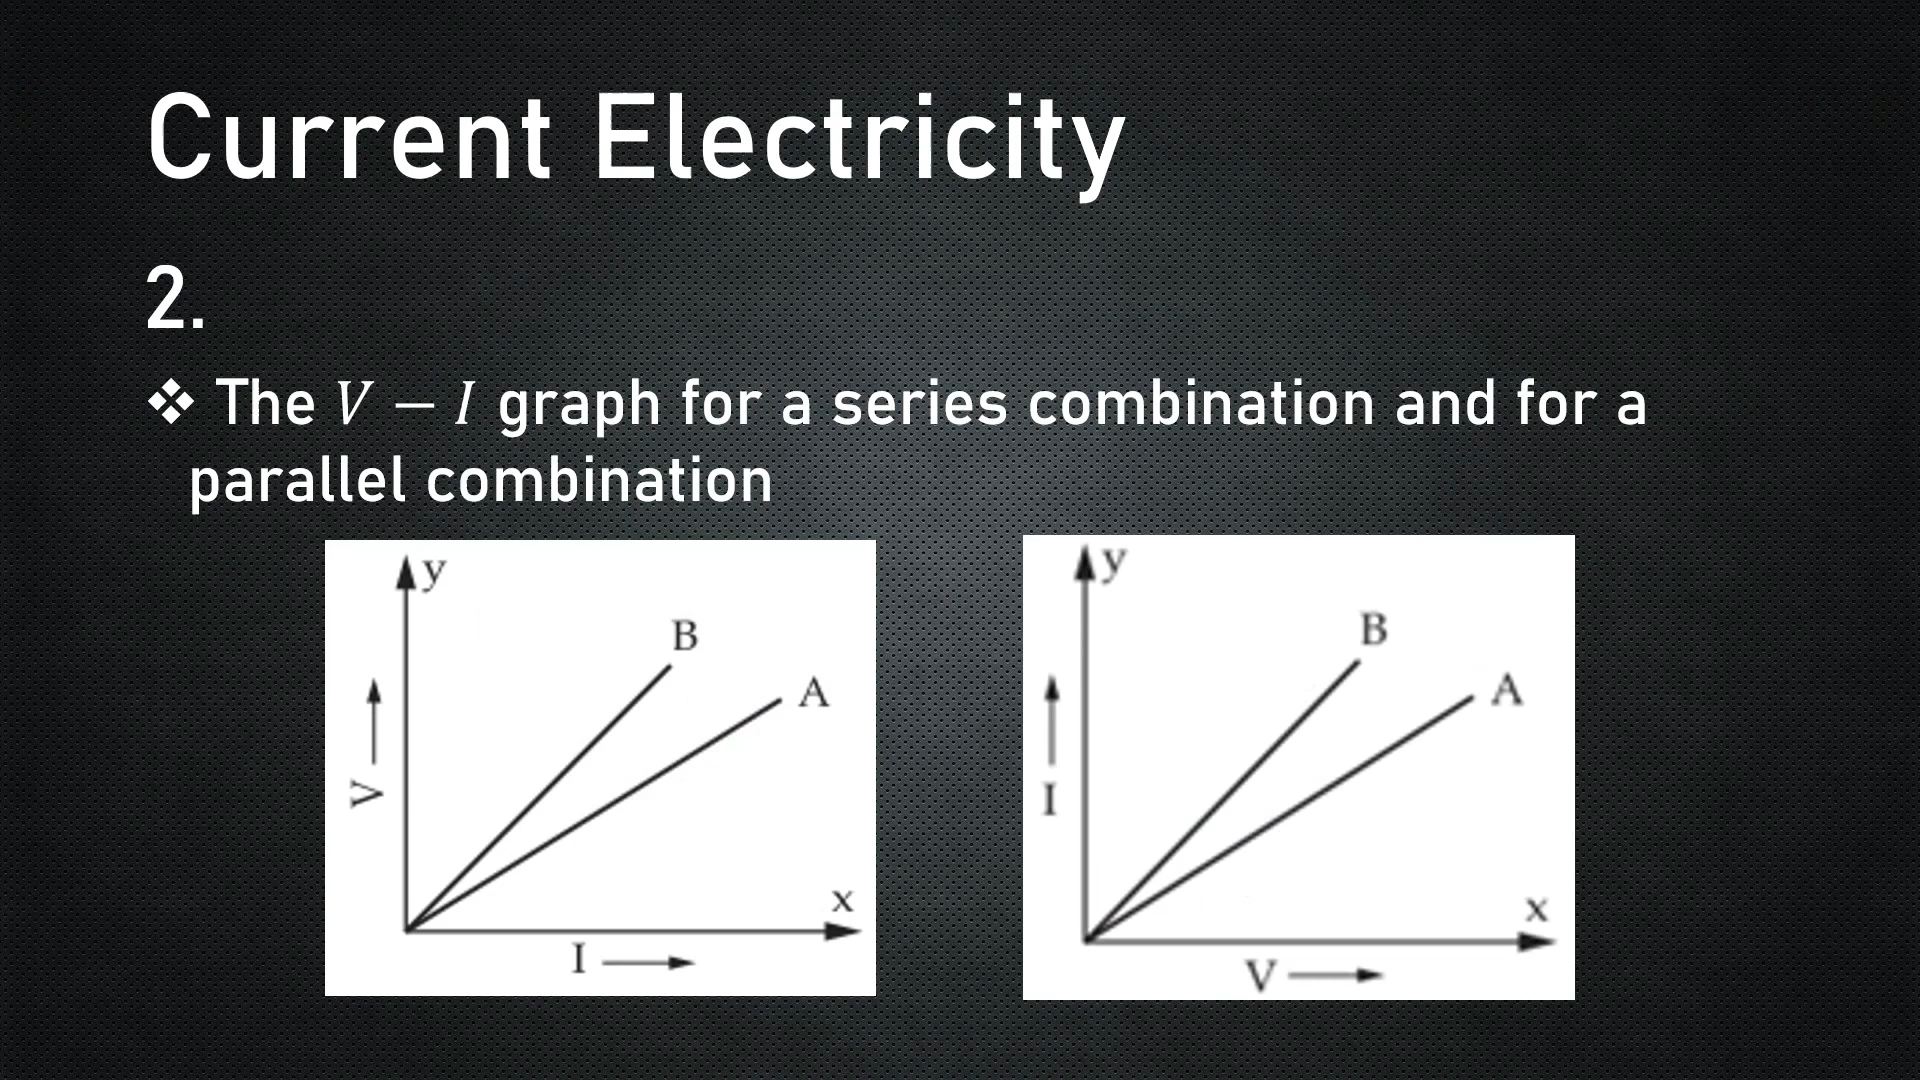 Current Electricity
2.
❖ The V – I graph for a series combination and for a
parallel combination
y
B
A
V
x
I
y
B
A
I
x
V